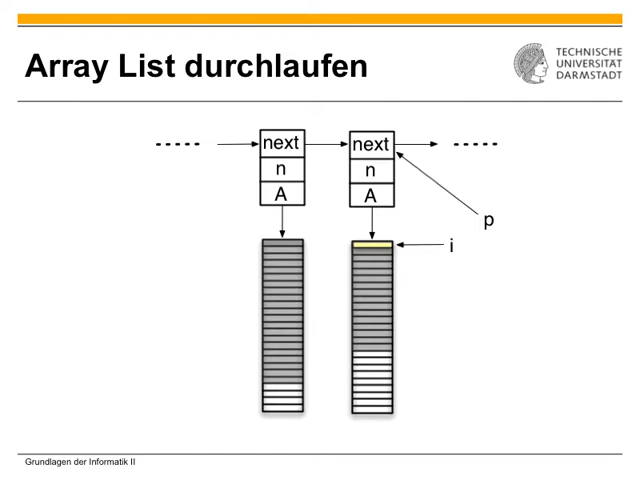 Array List durchlaufen
TECHNISCHE
UNIVERSITÄT
DARMSTADT
next
next
n
n
A
A
p
i
Grundlagen der Informatik II